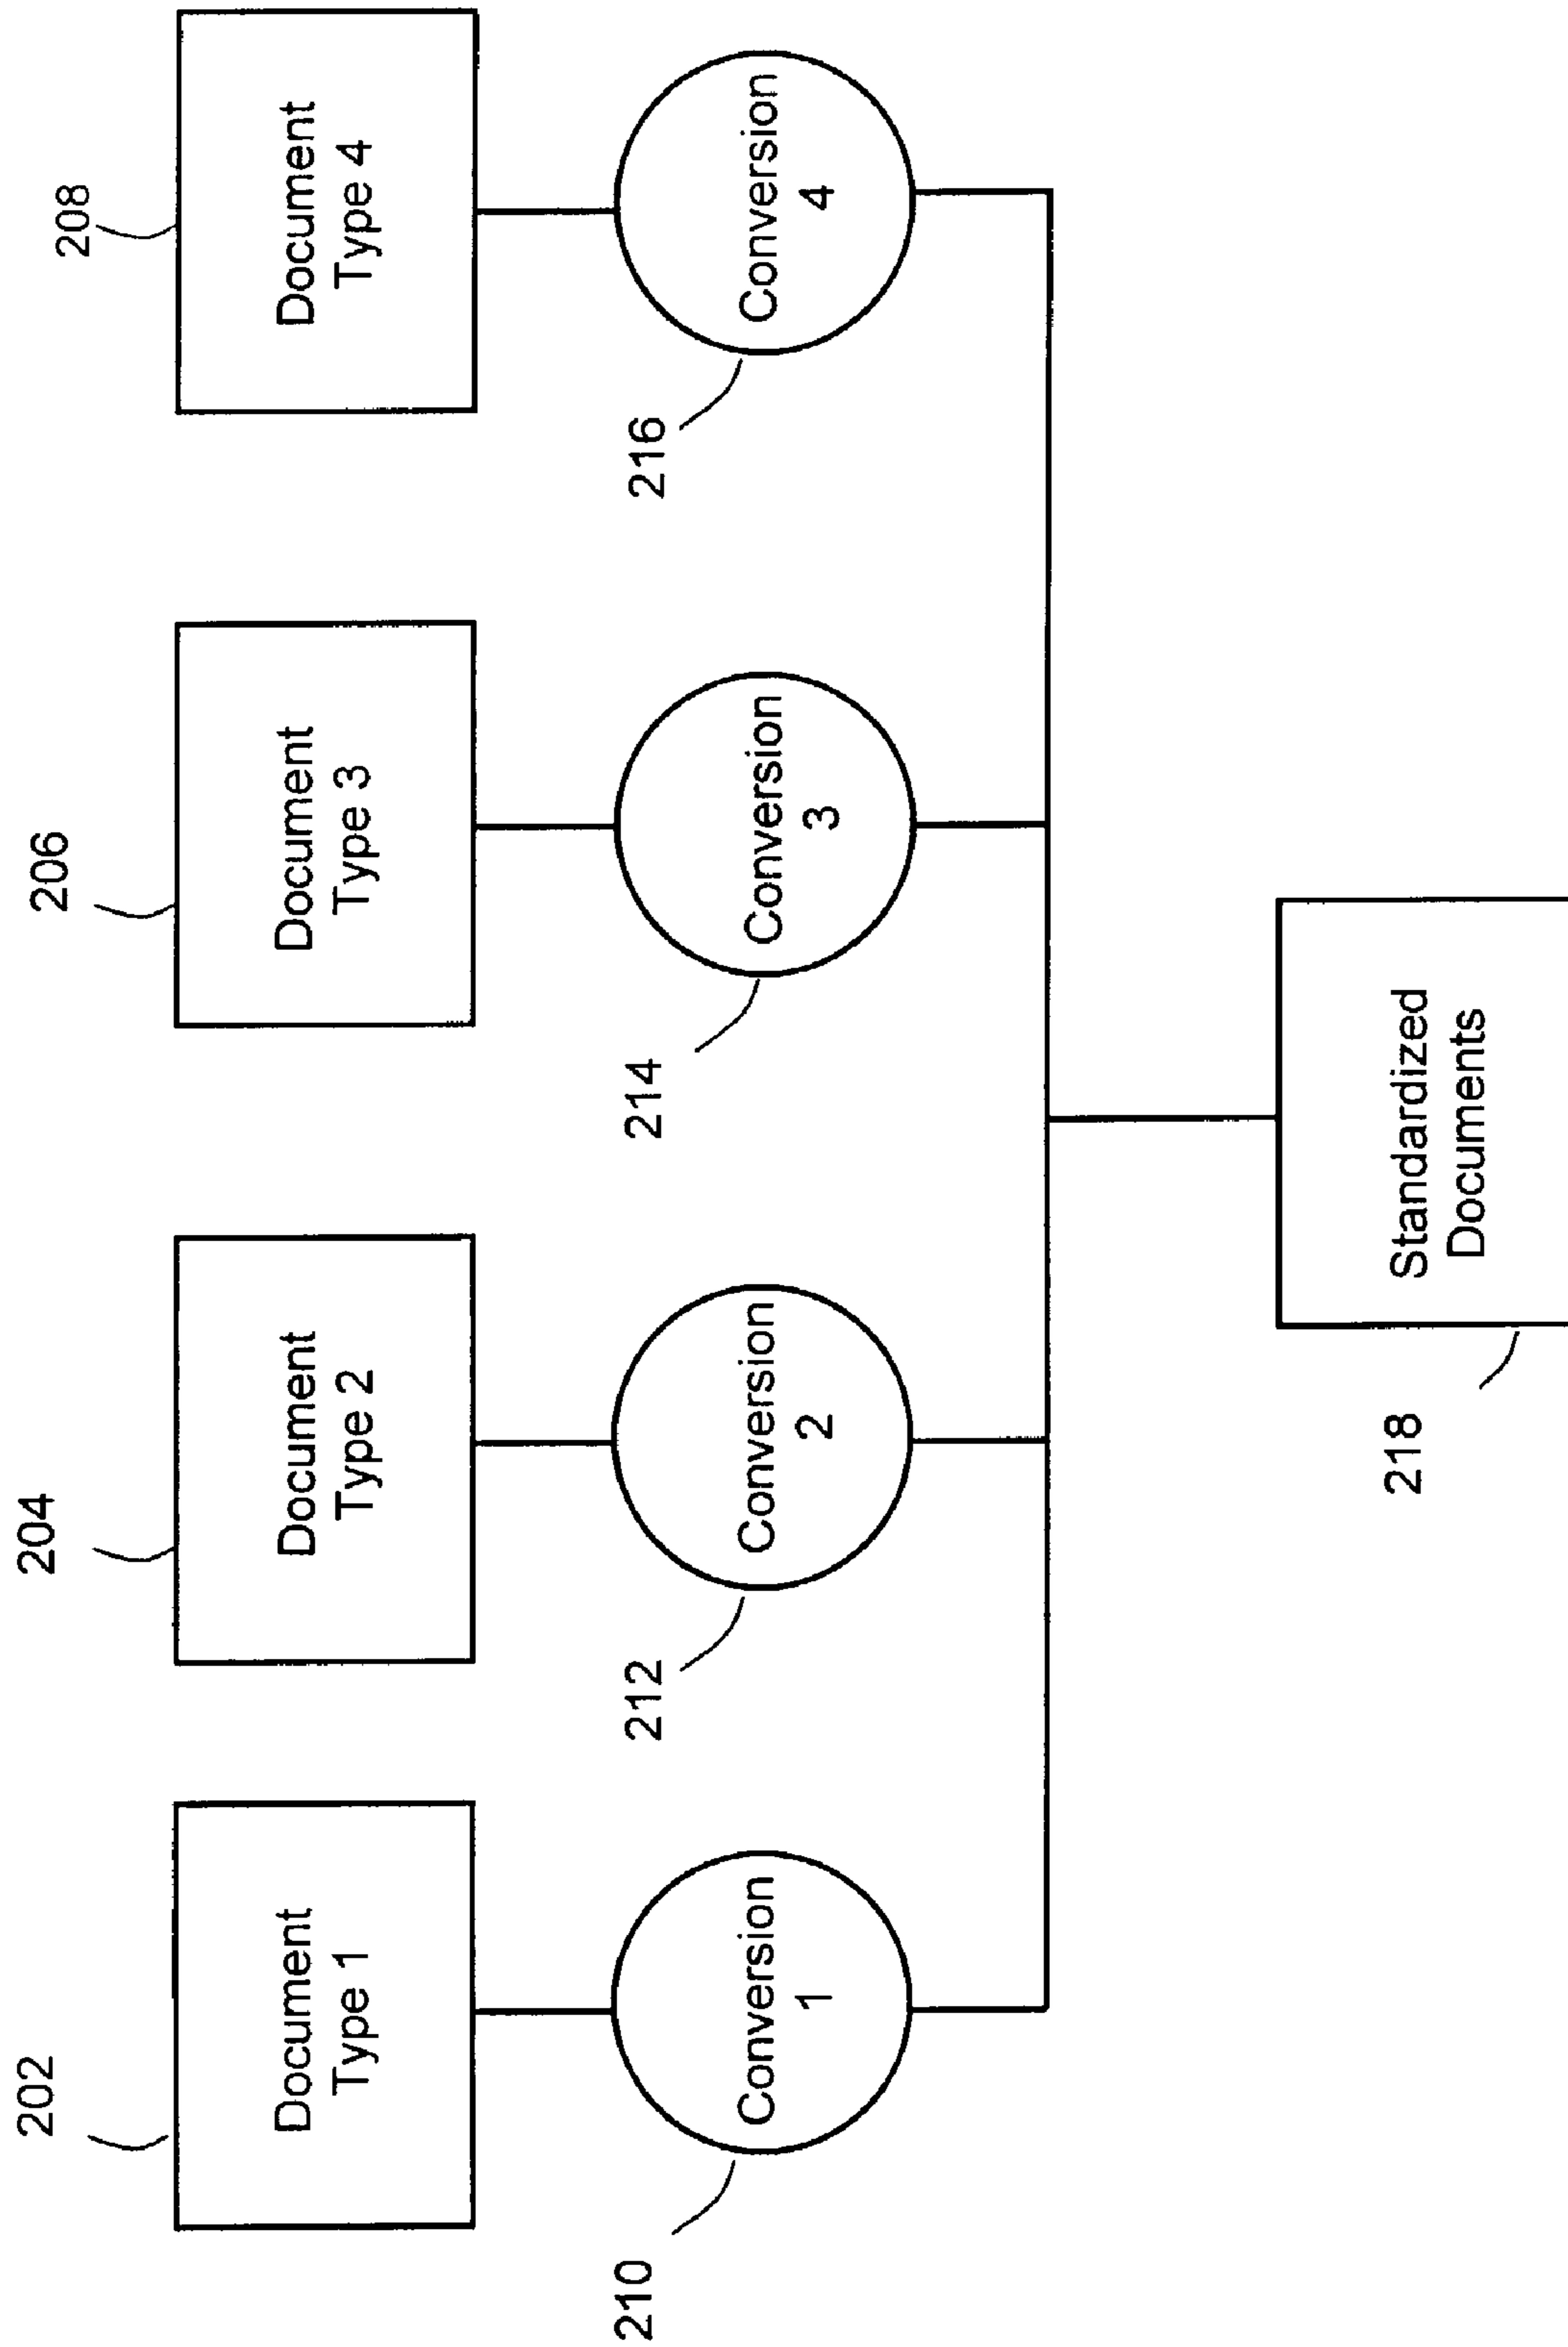 202
204
206
208
Document
Type 1
Document
Type 2
Document
Type 3
Document
Type 4
210
Conversion
1
212
Conversion
2
214
Conversion
3
216
Conversion
4
218
Standardized
Documents